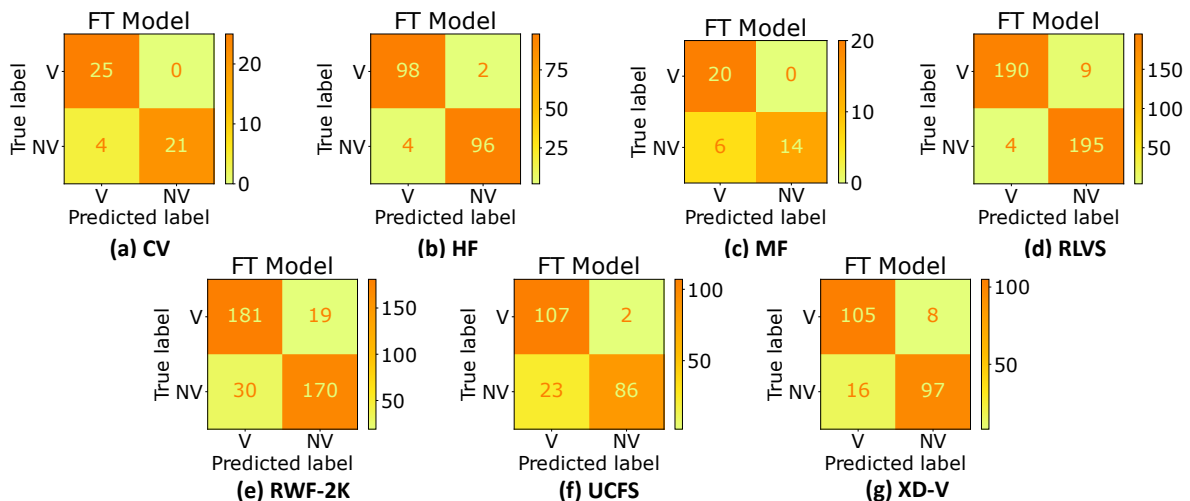 FT Model
True label
V
25
0
NV
4
21
V
NV
Predicted label
20
10
0
(a) CV
FT Model
True label
V
98
2
NV
4
96
V
NV
Predicted label
75
50
25
(b) HF
FT Model
True label
V
20
0
NV
6
14
V
NV
Predicted label
20
10
0
(c) MF
FT Model
True label
V
190
9
NV
4
195
V
NV
Predicted label
150
100
50
(d) RLVS
FT Model
True label
V
181
19
NV
30
170
V
NV
Predicted label
150
100
50
(e) RWF-2K
FT Model
True label
V
107
2
NV
23
86
V
NV
Predicted label
100
50
(f) UCFS
FT Model
True label
V
105
8
NV
16
97
V
NV
Predicted label
100
50
(g) XD-V